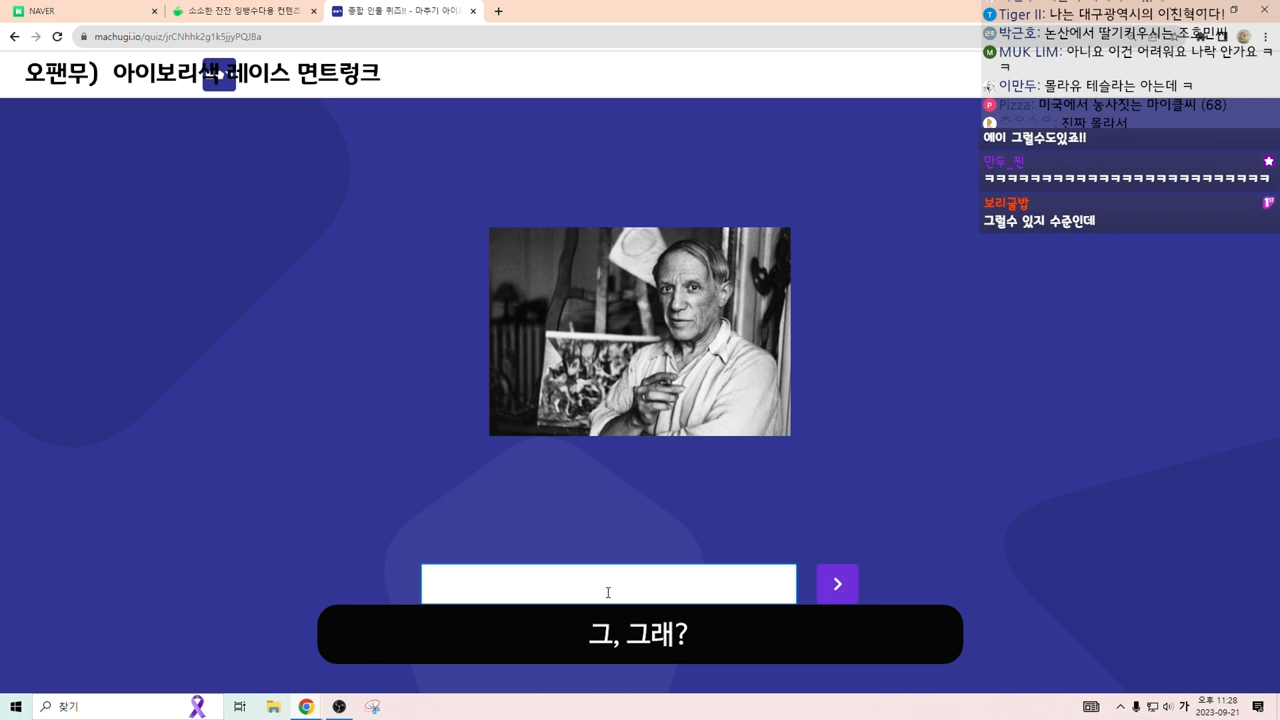 NAVER
소소한 잔잔 잉뱅수다용 컨텐츠
종합 인물 퀴즈!! - 마추기 아이
machugi.io/quiz/jrCNhhk2g1k5jjyPQJBa
오팬무) 아이보리색 레이스 면트렁크
Tiger II: 나는 대구광역시의 이진혁이다!
박근호: 논산에서 딸기키우시는 조호민씨
MUK LIM: 아니요 이건 어려워요 나락 안가요 ㅋ
ㅋ
이만두: 몰라유 테슬라는 아는데 ㅋ
Pizza: 미국에서 농사짓는 마이클씨 (68)
진짜 몰라서
에이 그럴수도있죠!!
만두_찐
ㅋㅋㅋㅋㅋㅋㅋㅋㅋㅋㅋㅋㅋㅋㅋㅋㅋㅋㅋㅋㅋㅋㅋㅋㅋ
보리굴밥
그럴수 있지 수준인데
그, 그래?
찾기
가
오후 11:28
2023-09-21